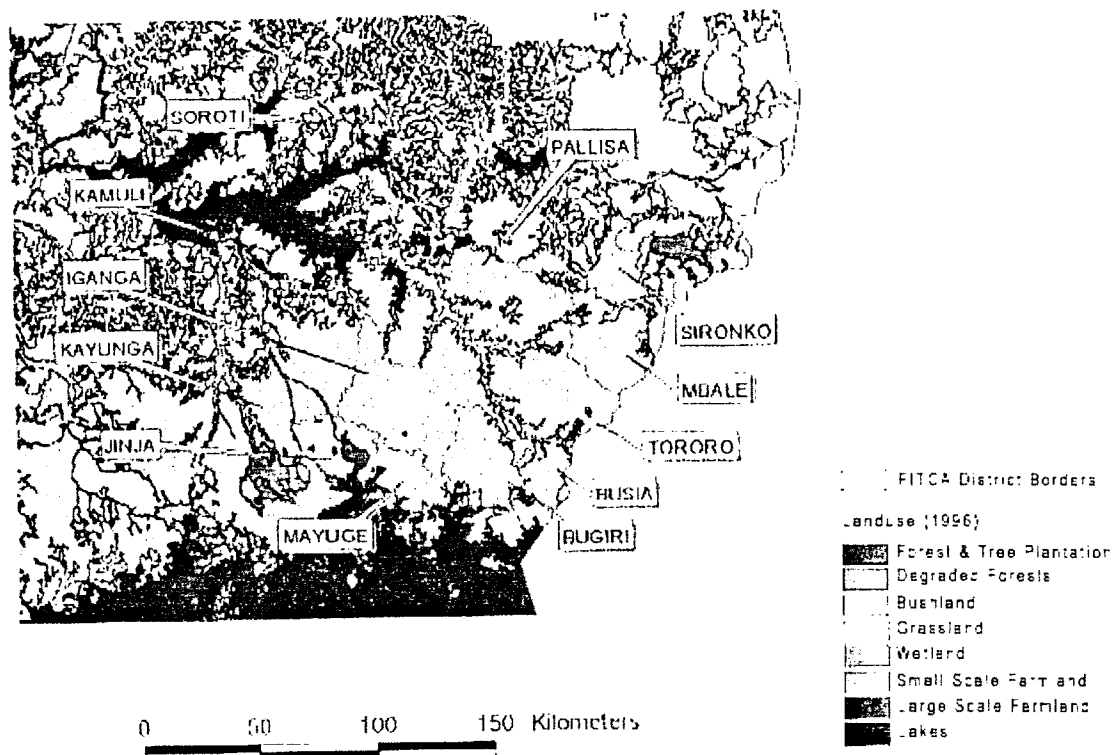 SOROTI
PALLISA
KAMULI
IGANGA
KAYUNGA
SIRONKO
MBALE
JINJA
TORORO
BUSIA
MAYUGE
BUGIRI
FITCA District Borders
Landuse (1996)
Forest & Tree Plantation
Degraded Forests
Bushland
Grassland
Wetland
Small Scale Farmland
Large Scale Farmland
Lakes
0 50 100 150 Kilometers